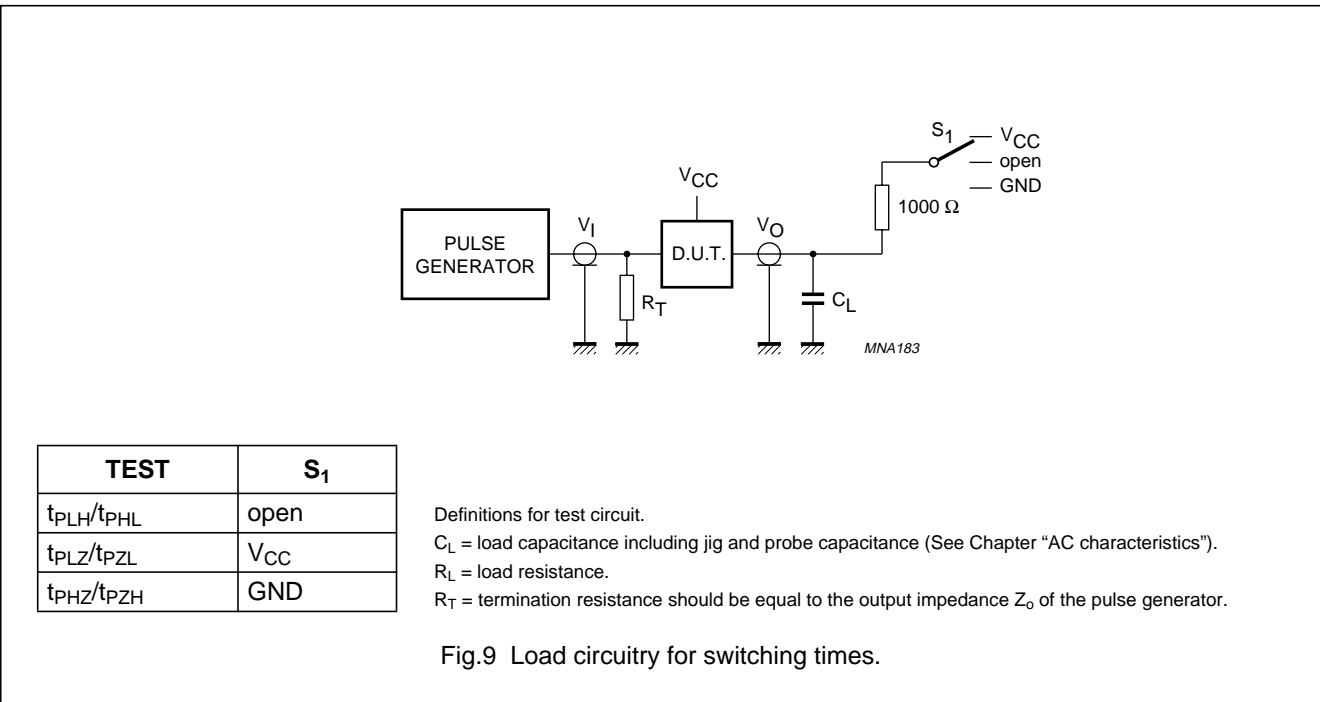 S1
VCC
open
GND
VCC
1000 Ω
PULSE
GENERATOR
VI
D.U.T.
VO
RT
CL
MNA183
TEST S1
tPLH/tPHL open
tPLZ/tPZL VCC
tPHZ/tPZH GND
Definitions for test circuit.
CL = load capacitance including jig and probe capacitance (See Chapter “AC characteristics”).
RL = load resistance.
RT = termination resistance should be equal to the output impedance Zo of the pulse generator.
Fig.9 Load circuitry for switching times.